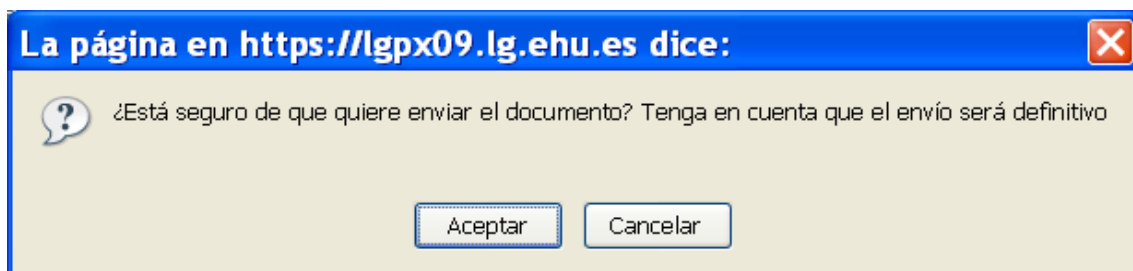 La página en https://lgpx09.lg.ehu.es dice:
¿Está seguro de que quiere enviar el documento? Tenga en cuenta que el envío será definitivo
Aceptar Cancelar